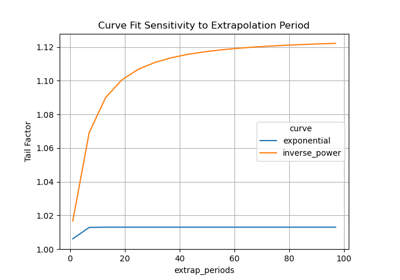 Curve Fit Sensitivity to Extrapolation Period
1.12
1.10
1.08
1.06
1.04
1.02
1.00
Tail Factor
curve
exponential
inverse_power
0 20 40 60 80 100
extrap_periods